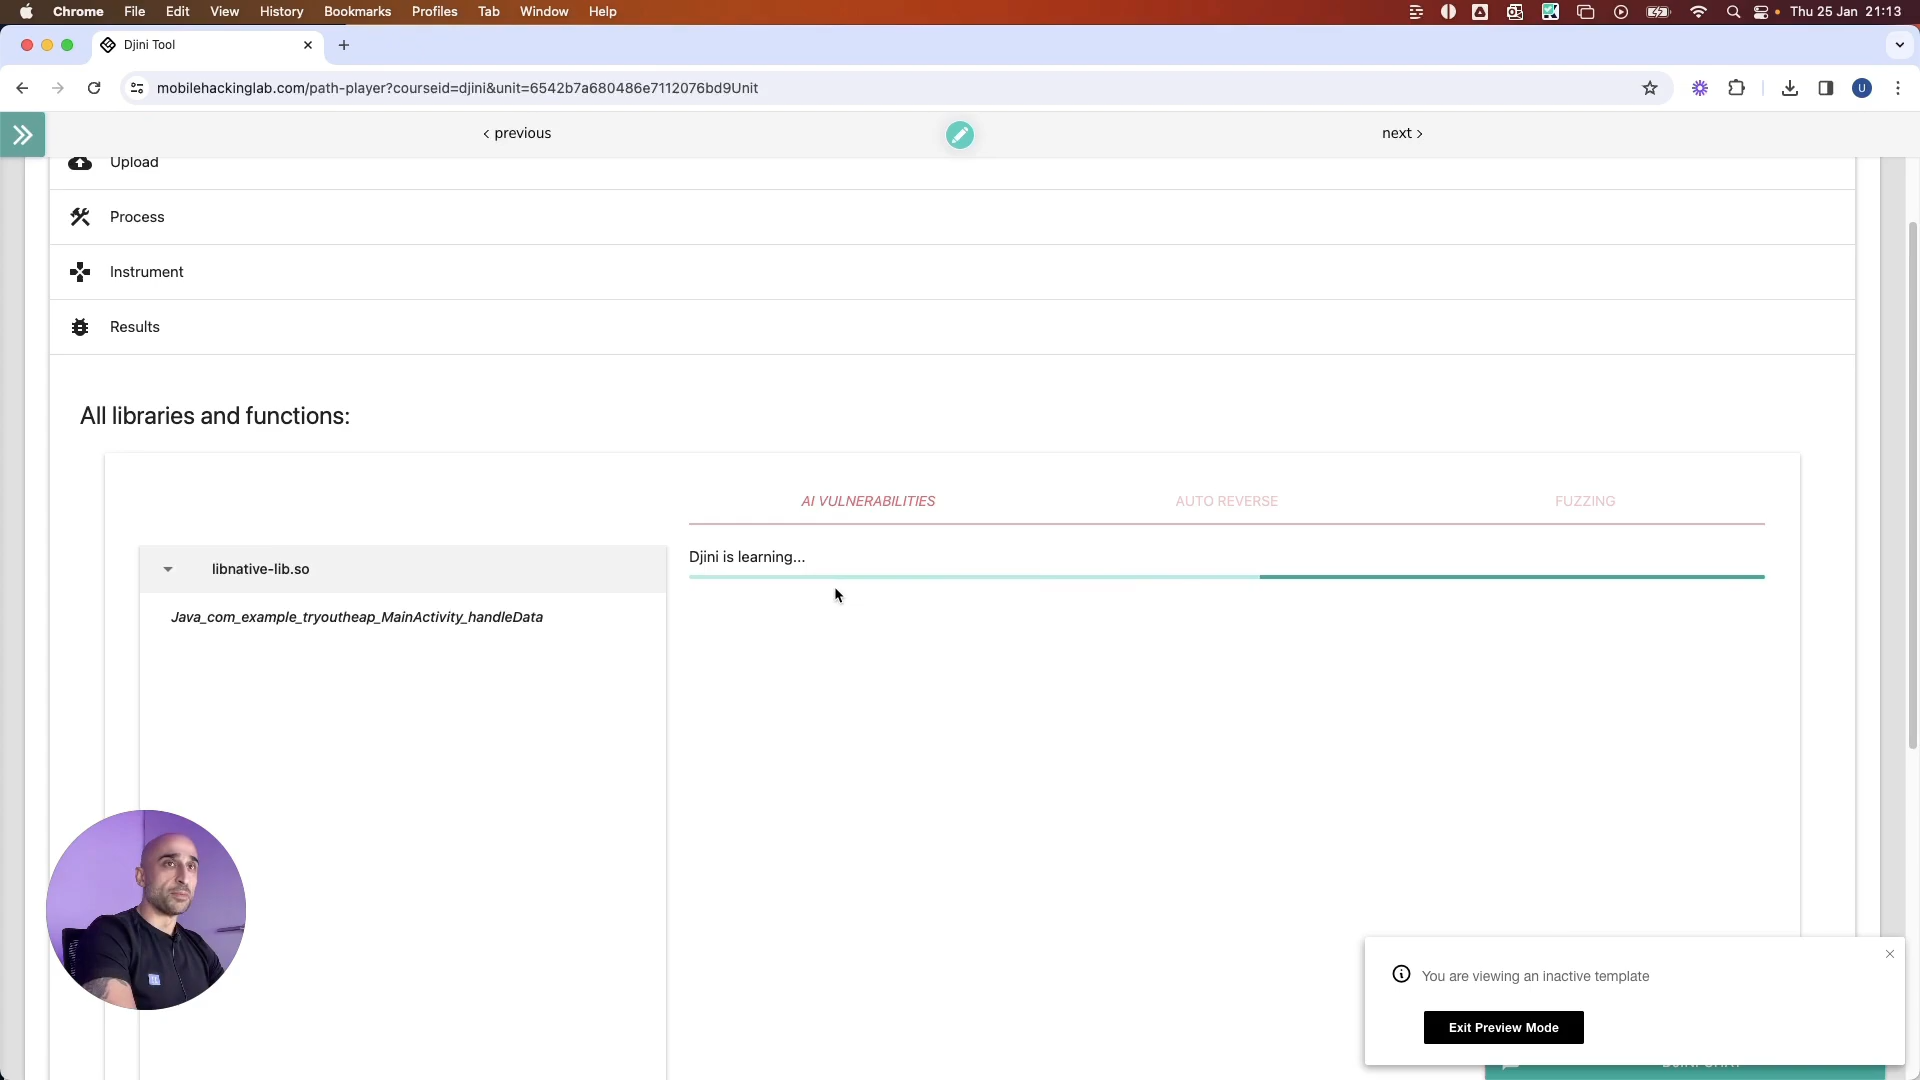 Chrome File Edit View History Bookmarks Profiles Tab Window Help Thu 25 Jan 21:13
Djini Tool
mobilehackinglab.com/path-player?courseid=djini&unit=6542b7a680486e7112076bd9Unit
U
previous
next
Upload
Process
Instrument
Results
All libraries and functions:
AI VULNERABILITIES AUTO REVERSE FUZZING
Djini is learning...
libnative-lib.so
Java_com_example_tryoutheap_MainActivity_handleData
You are viewing an inactive template
Exit Preview Mode